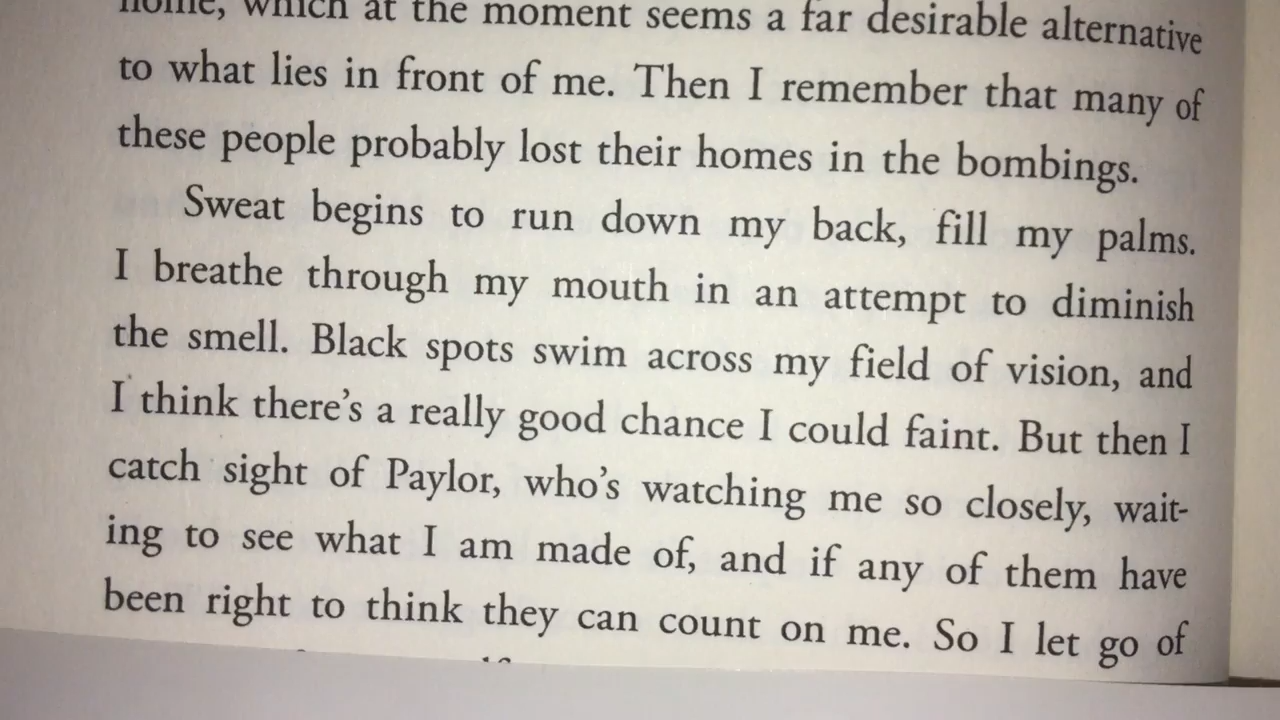 home, which at the moment seems a far desirable alternative
to what lies in front of me. Then I remember that many of
these people probably lost their homes in the bombings.
Sweat begins to run down my back, fill my palms.
I breathe through my mouth in an attempt to diminish
the smell. Black spots swim across my field of vision, and
I think there’s a really good chance I could faint. But then I
catch sight of Paylor, who’s watching me so closely, wait-
ing to see what I am made of, and if any of them have
been right to think they can count on me. So I let go of